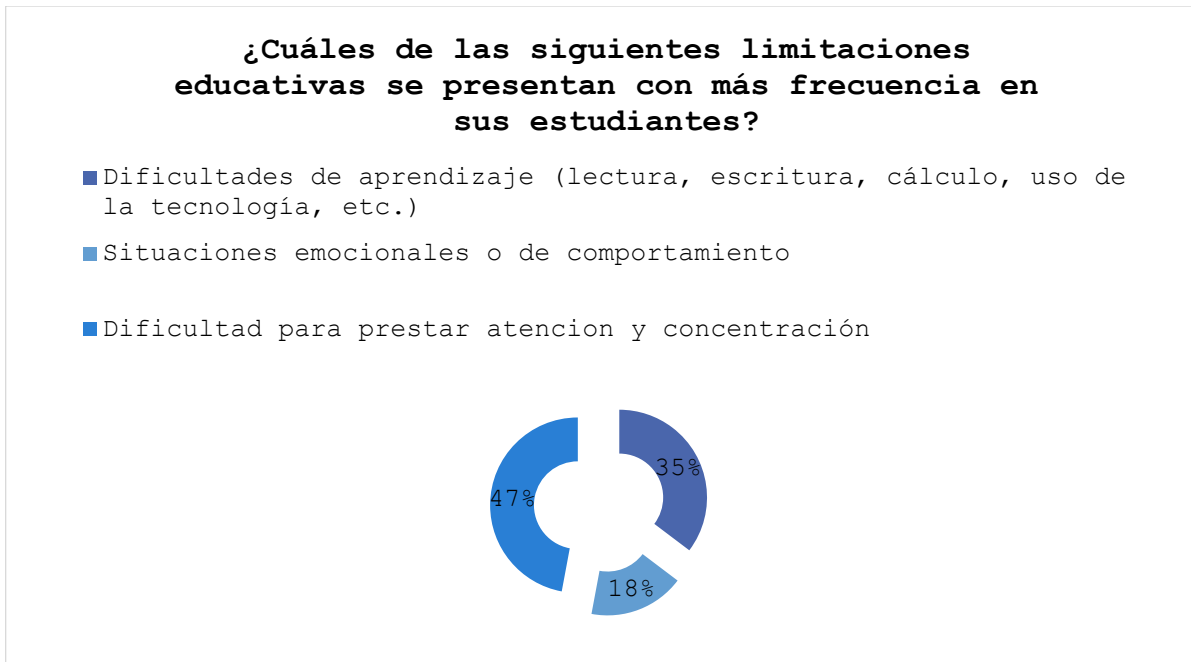 ¿Cuáles de las siguientes limitaciones
educativas se presentan con más frecuencia en
sus estudiantes?
Dificultades de aprendizaje (lectura, escritura, cálculo, uso de
la tecnología, etc.)
Situaciones emocionales o de comportamiento
Dificultad para prestar atencion y concentración
35%
47%
18%